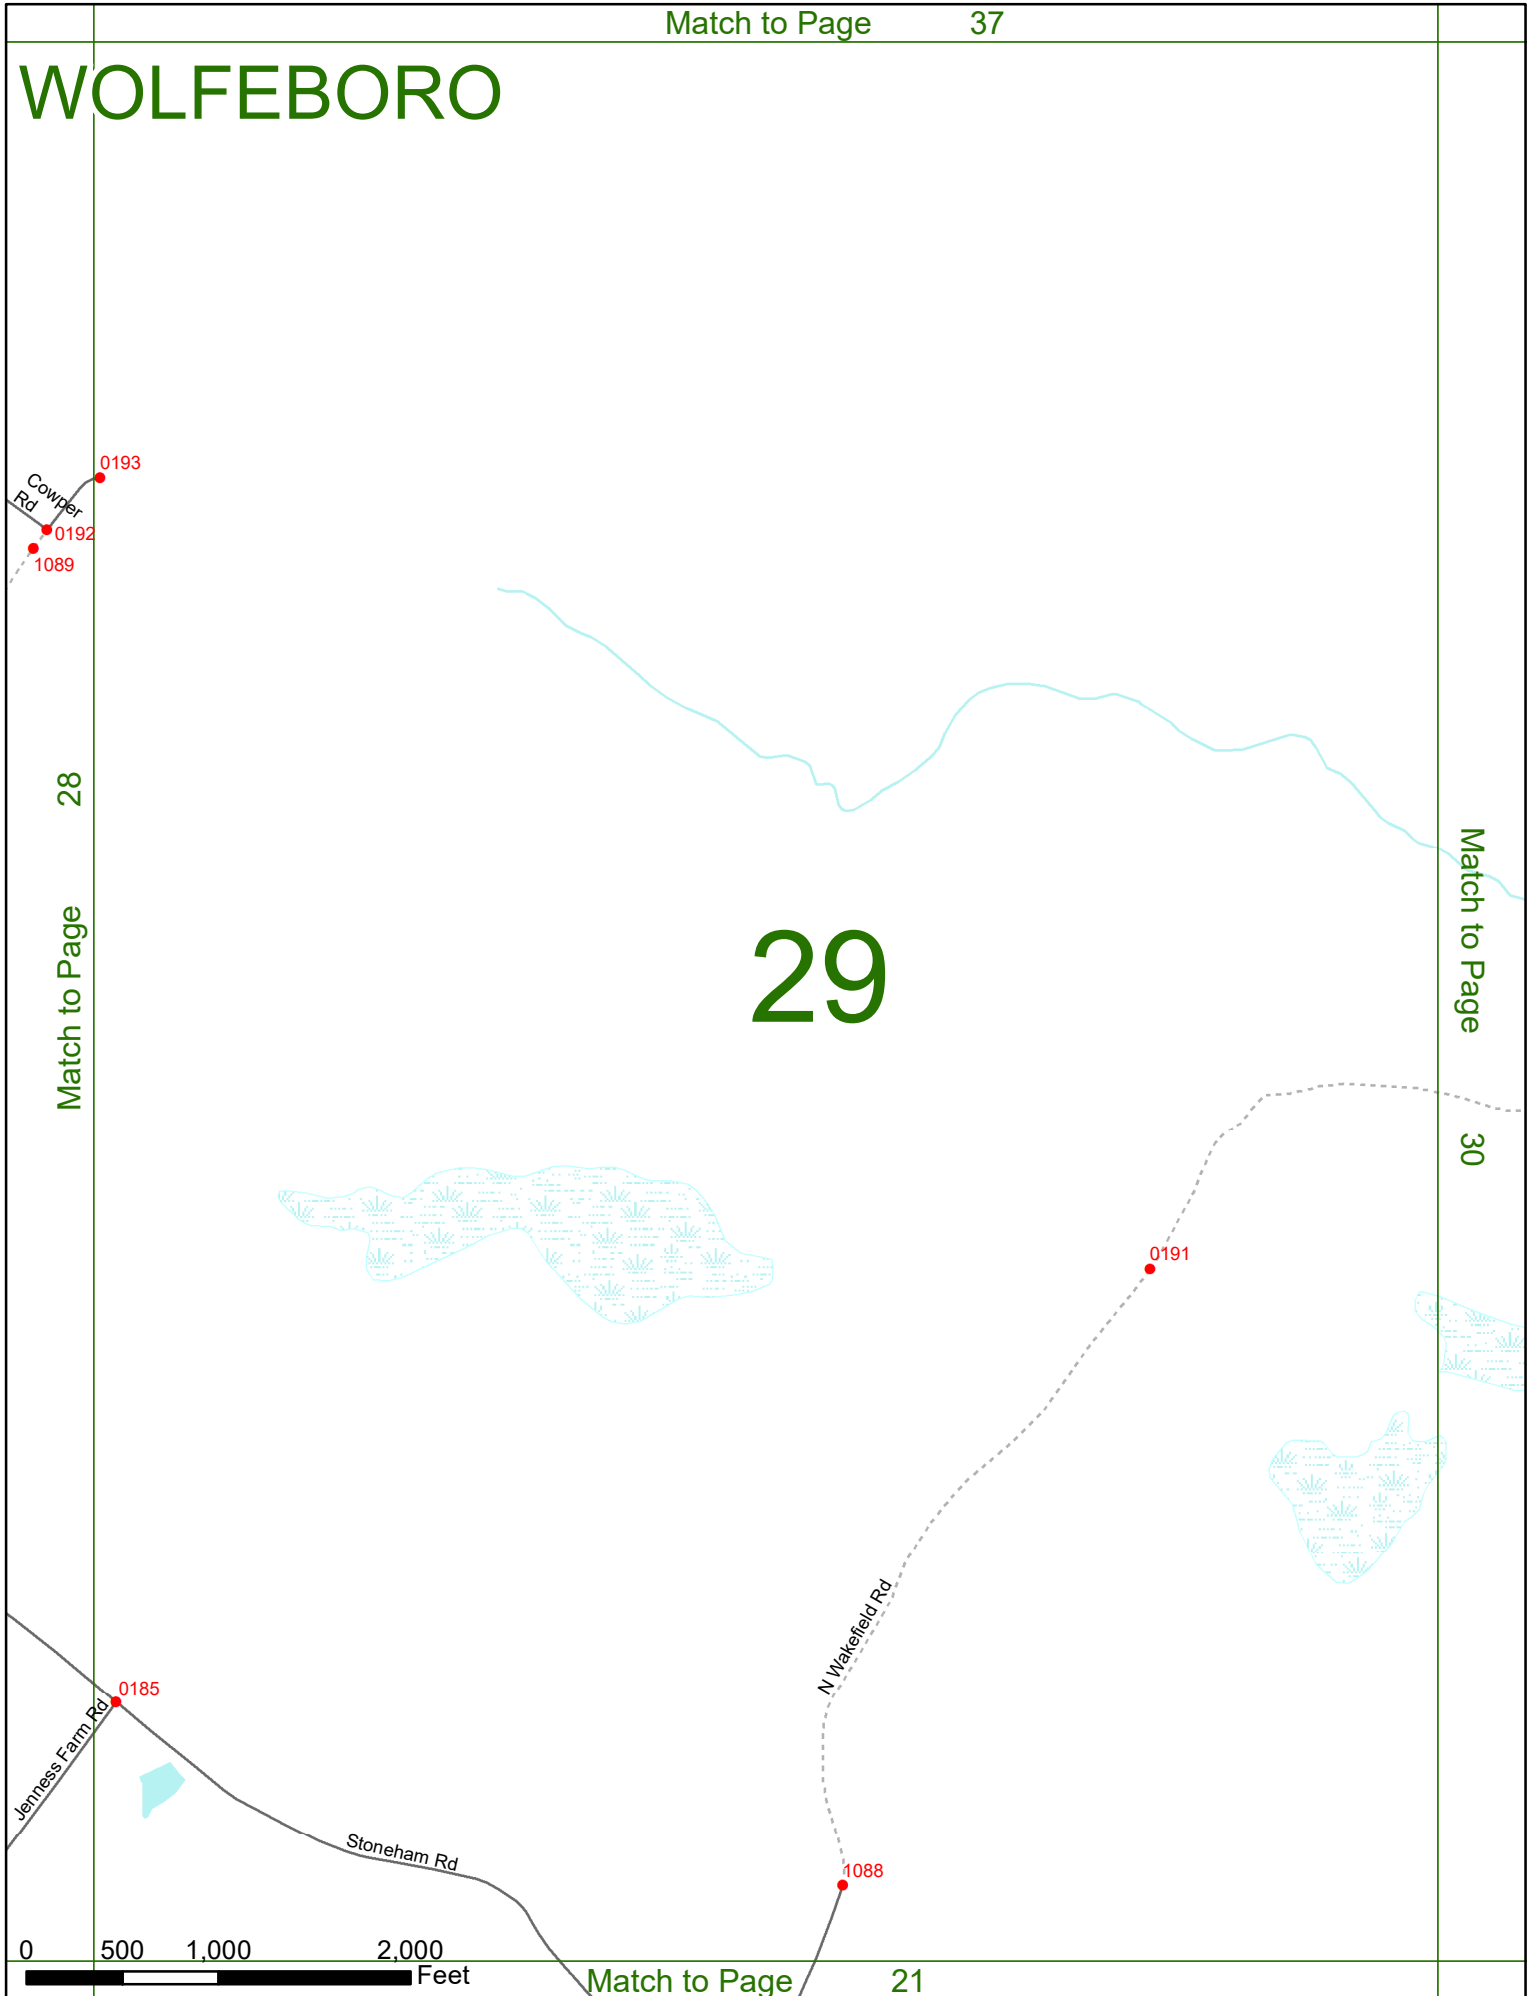 Match to Page 37
WOLFEBORO
0193
Cowper
Rd
0192
1089
28
Match to Page
Match to Page
29
30
0191
N Wakefield Rd
0185
Jenness Farm Rd
Stoneham Rd
1088
0 500 1,000 2,000
Feet
Match to Page 21